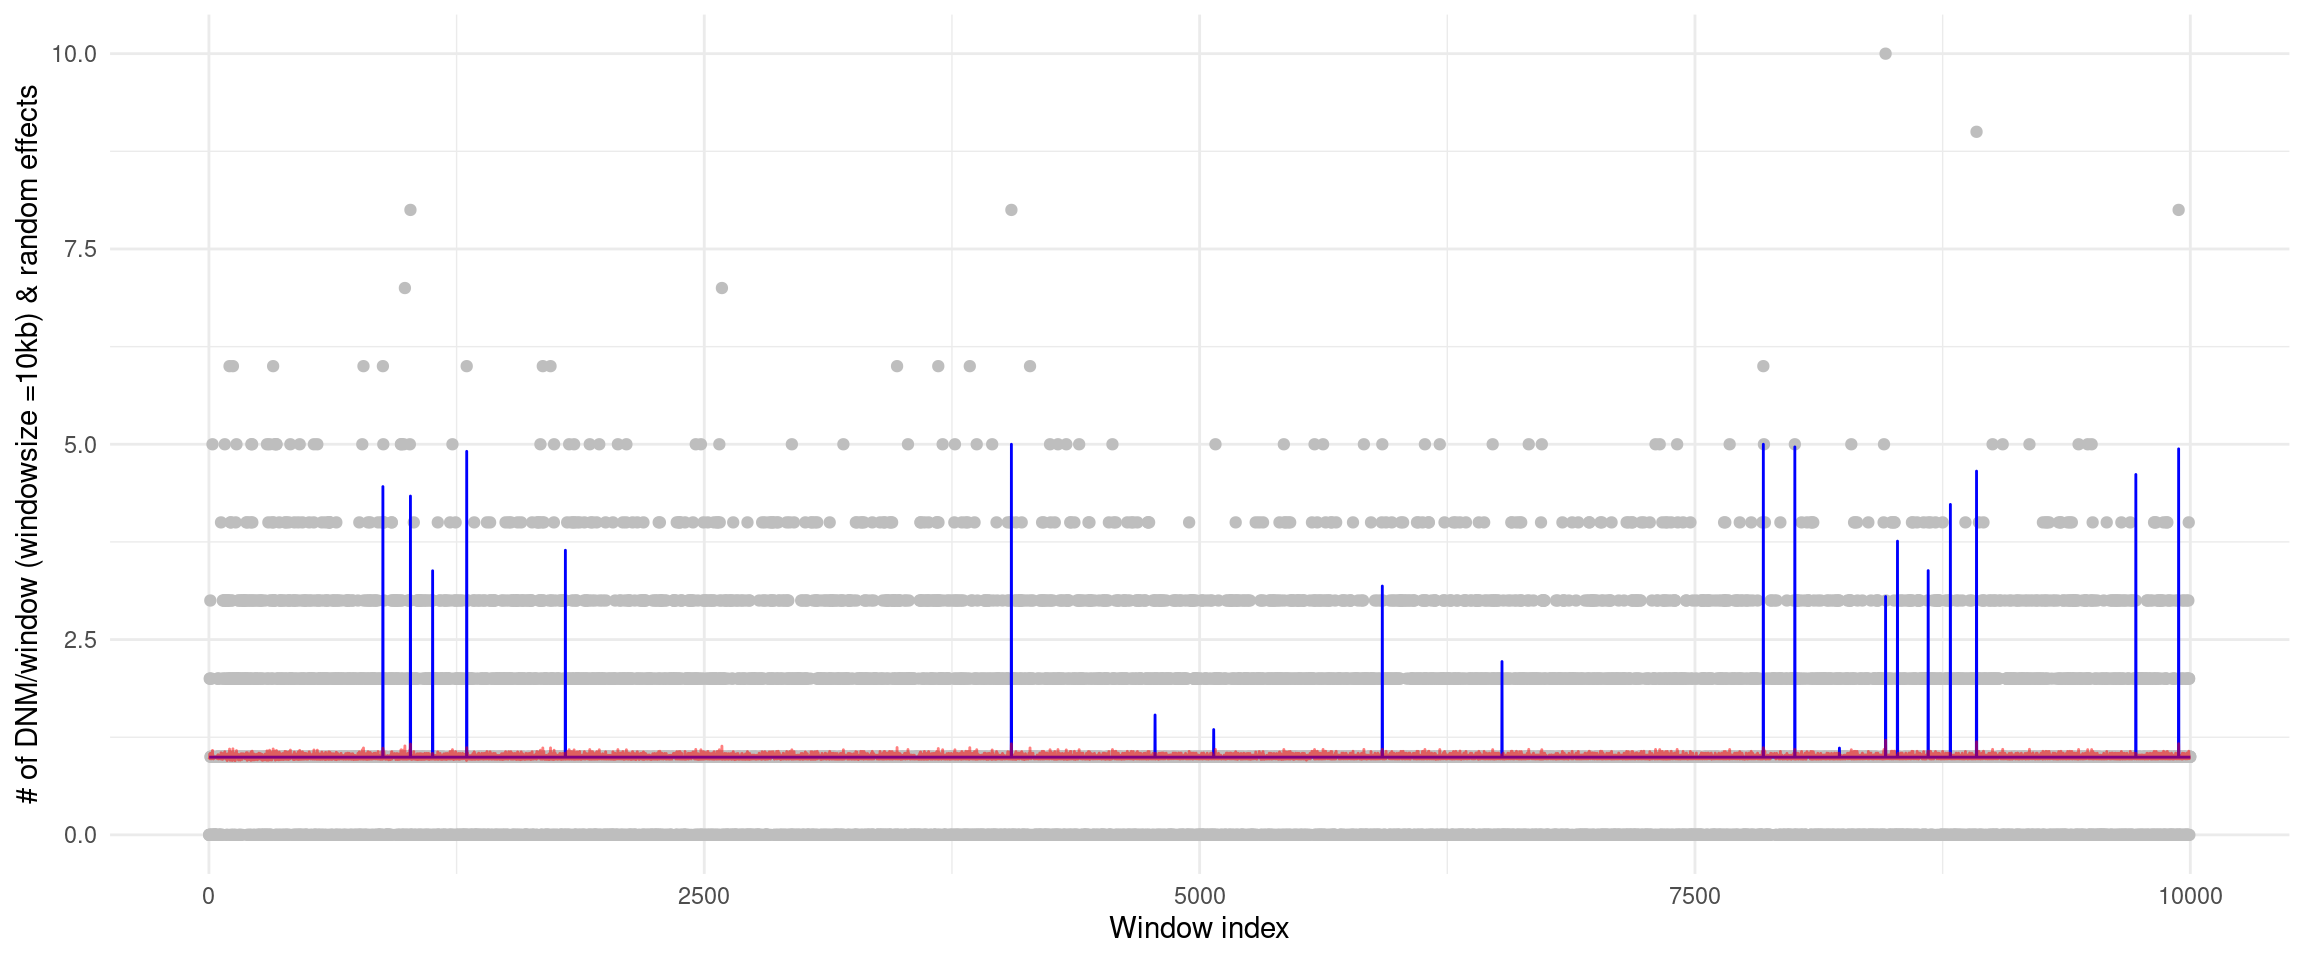 # of DNM/window (windowsize =10kb) & random effects
10.0
7.5
5.0
2.5
0.0
0 2500 5000 7500 10000
Window index